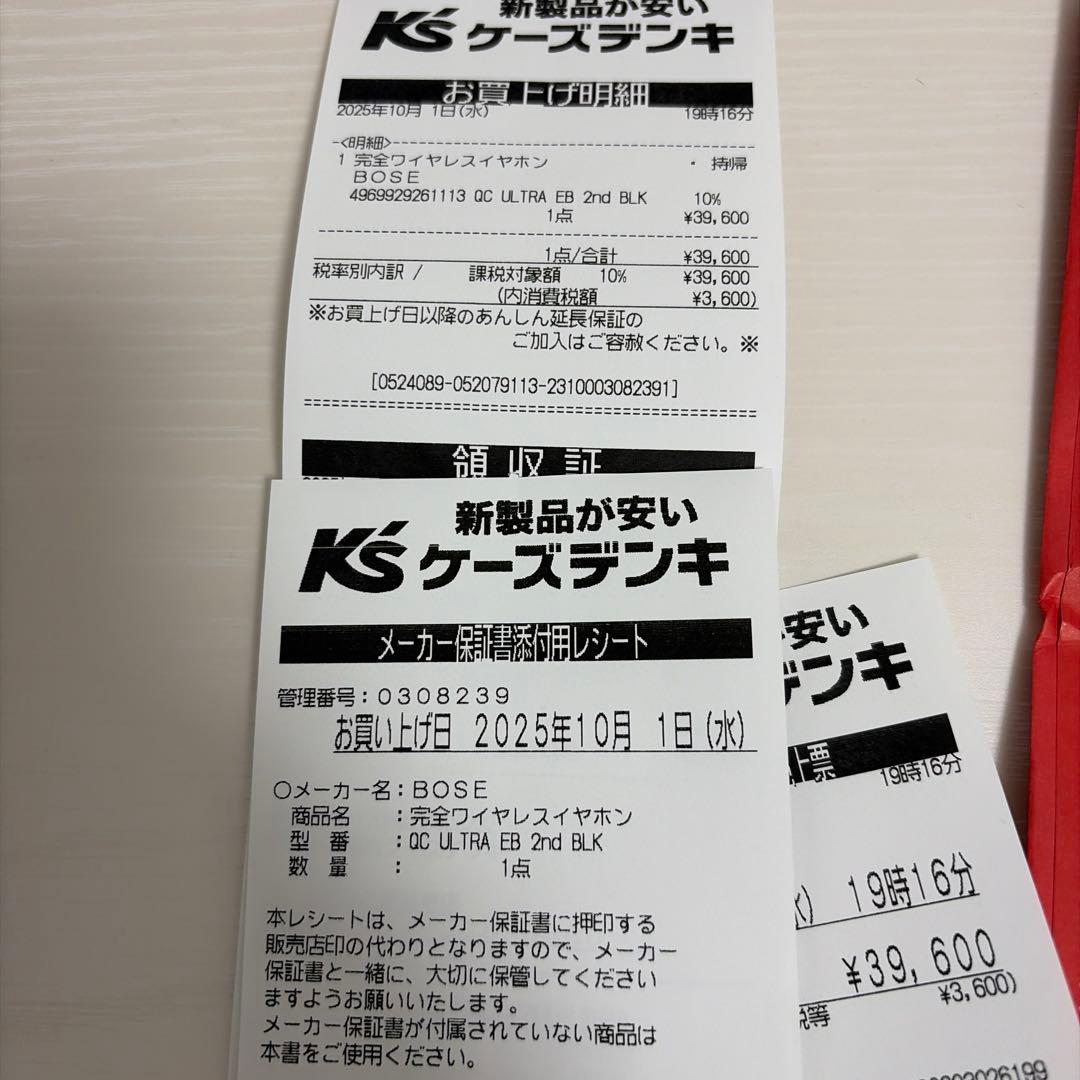 新製品が安い
K's ケーズデンキ
お買上げ明細
2025年10月 1日(水) 19時16分
-<明細>-
1 完全ワイヤレスイヤホン ・ 持帰
BOSE
4969929261113 QC ULTRA EB 2nd BLK 10%
1点 ¥39,600
1点/合計 ¥39,600
税率別内訳 / 課税対象額 10% ¥39,600
(内消費税額 ¥3,600)
※お買上げ日以降のあんしん延長保証の
ご加入はご容赦ください。※
[0524089-052079113-2310003082391]
領収証
新製品が安い
K's ケーズデンキ
メーカー保証書添付用レシート
管理番号:0308239
お買い上げ日 2025年10月 1日(水)
○メーカー名:BOSE
商品名 :完全ワイヤレスイヤホン
型 番 :QC ULTRA EB 2nd BLK
数 量 : 1点
本レシートは、メーカー保証書に押印する
販売店印の代わりとなりますので、メーカー
保証書と一緒に、大切に保管してください
ますようお願いいたします。
メーカー保証書が付属されていない商品は
本書をご使用ください。
安い
デンキ
票
19時16分
水) 19時16分
¥39,600
¥3,600)
税等